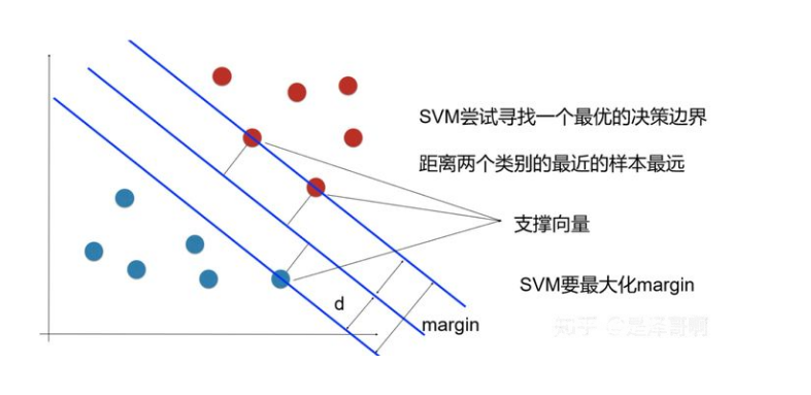 SVM尝试寻找一个最优的决策边界
距离两个类别的最近的样本最远
支撑向量
SVM要最大化margin
d
margin
知乎 @是泽哥啊